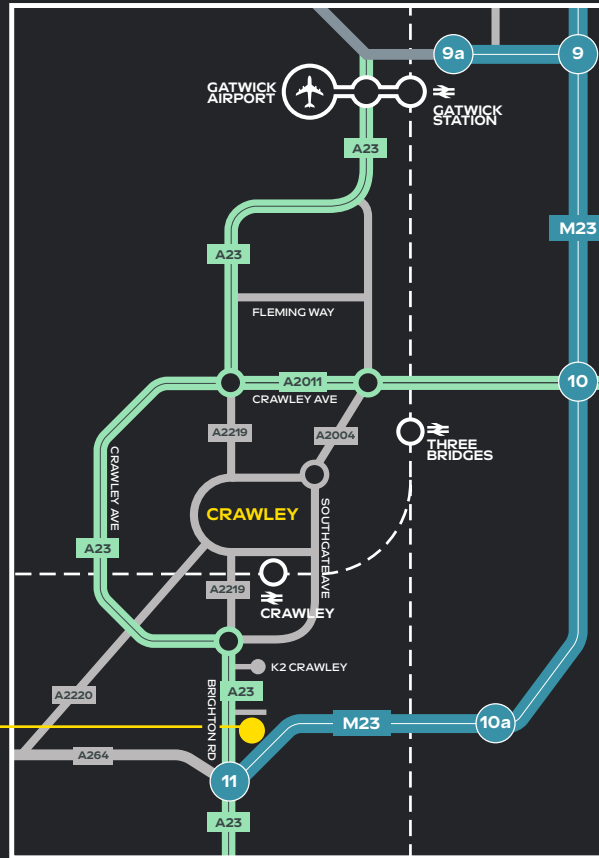 9a
9
GATWICK
AIRPORT
GATWICK
STATION
A23
M23
A23
FLEMING WAY
A2011
10
CRAWLEY AVE
A2219
A2004
THREE
BRIDGES
CRAWLEY AVE
CRAWLEY
SOUTHGATE AVE
A23
A2219
CRAWLEY
K2 CRAWLEY
A2220
A23
BRIGHTON RD
M23
10a
A264
11
A23